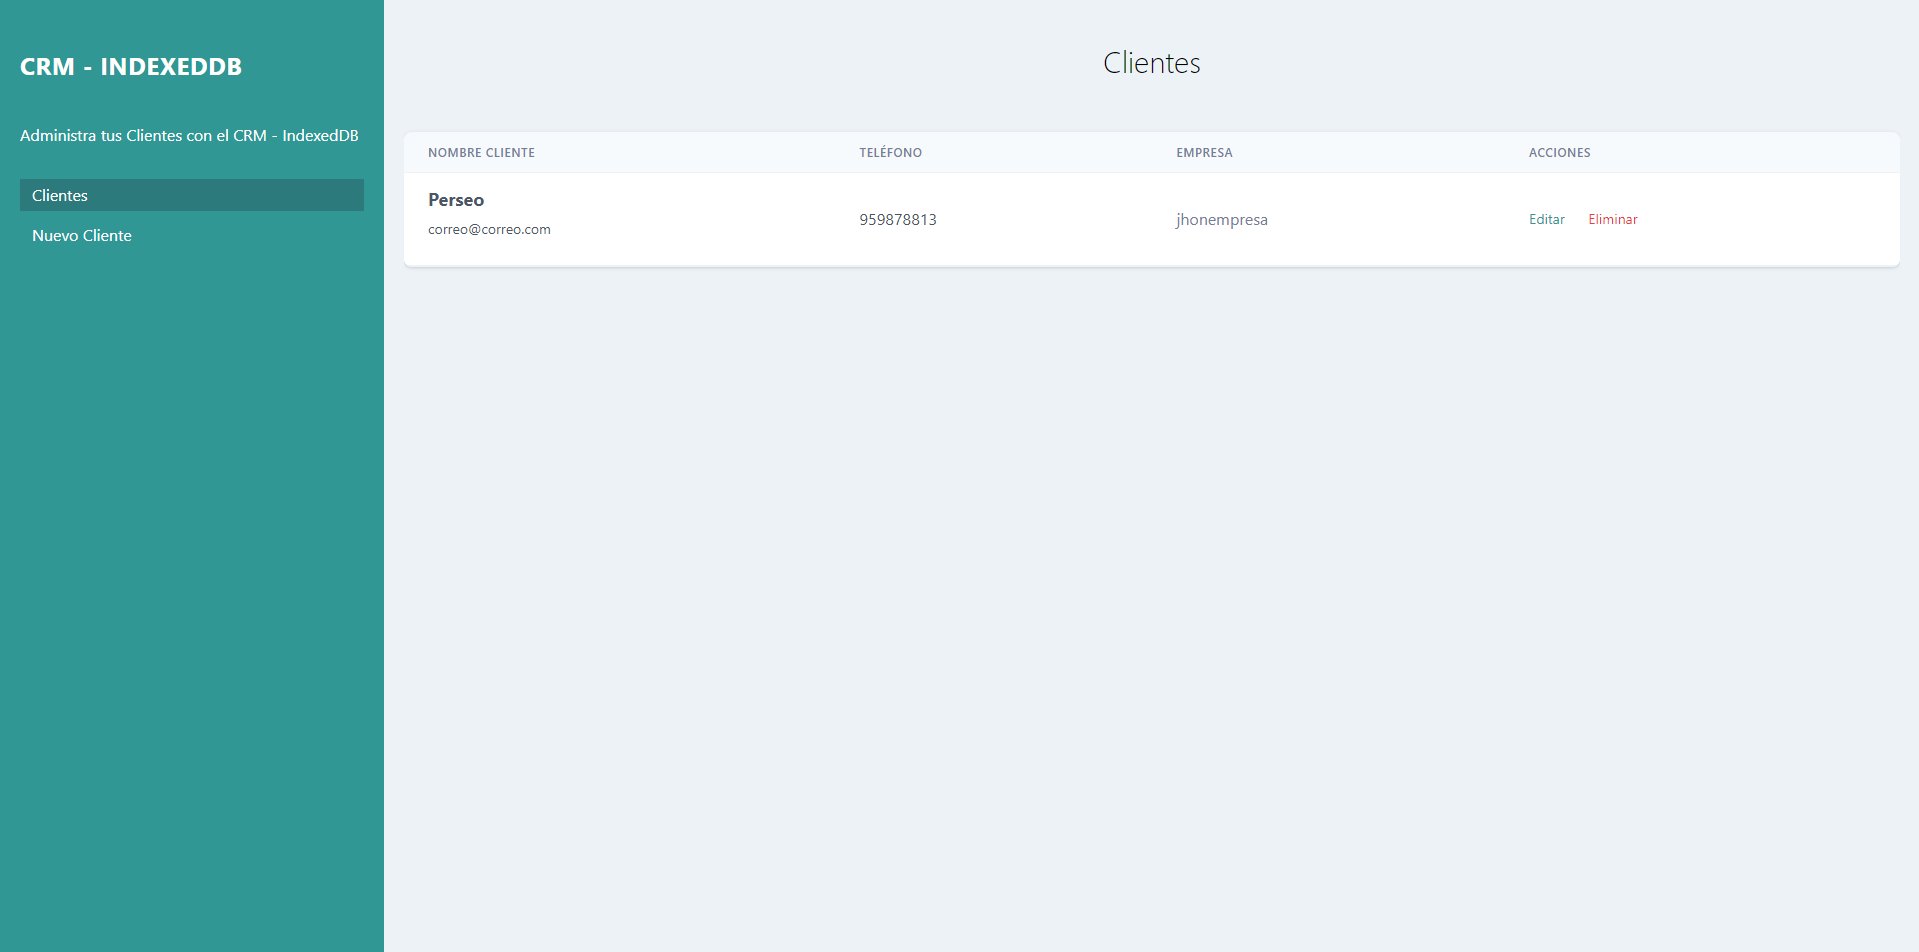 CRM - INDEXEDDB
Administra tus Clientes con el CRM - IndexedDB
Clientes
Nuevo Cliente
Clientes
NOMBRE CLIENTE TELÉFONO EMPRESA ACCIONES
Perseo
correo@correo.com
959878813 jhonempresa Editar Eliminar